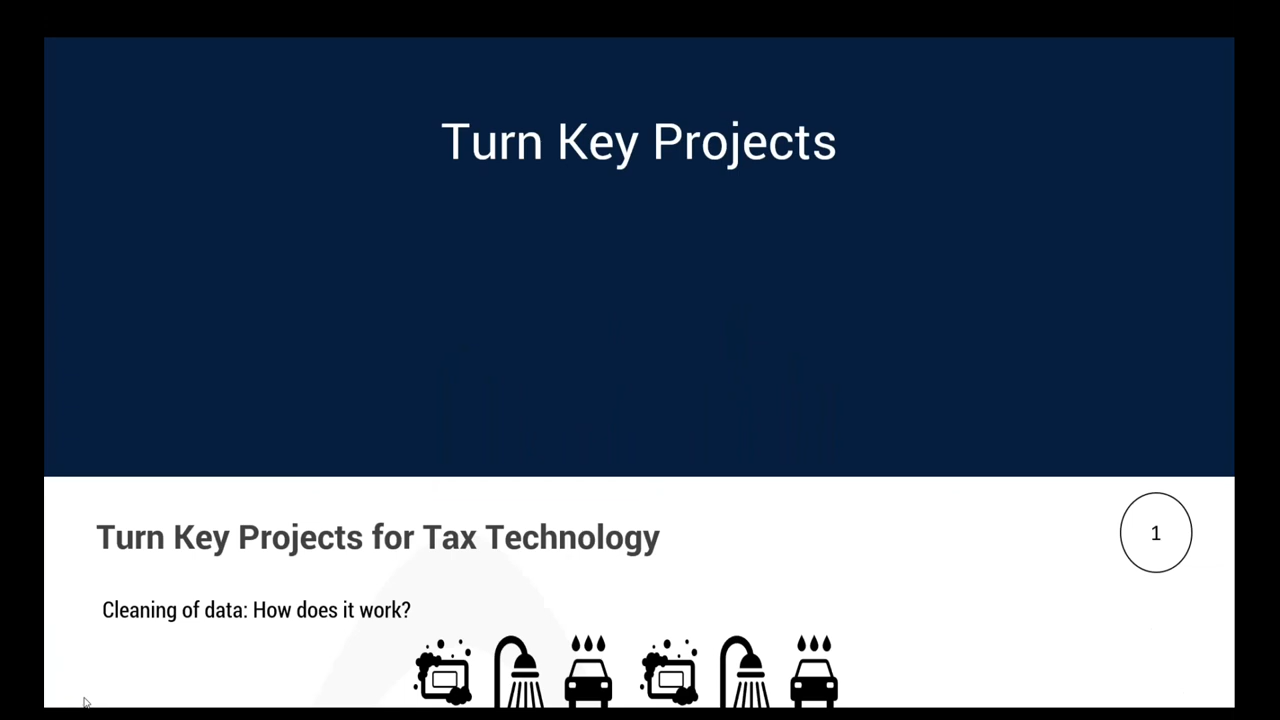 Turn Key Projects
Turn Key Projects for Tax Technology
1
Cleaning of data: How does it work?